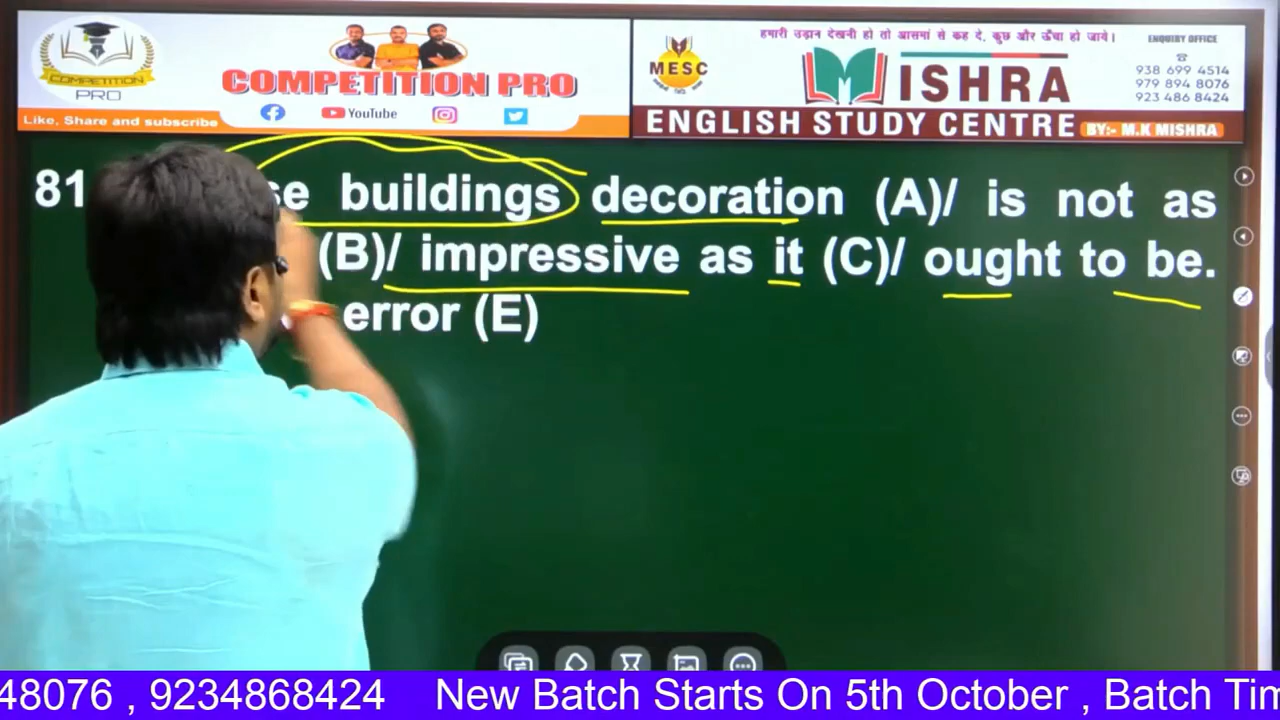 COMPETITION
PRO
COMPETITION PRO
Like, Share and subscribe
YouTube
हमारी उड़ान देखनी हो तो आसमां से कह दे, कुछ और ऊँचा हो जाये।
MESC
MISHRA
ENQUIRY OFFICE
938 699 4514
979 894 8076
923 486 8424
ENGLISH STUDY CENTRE BY:- M.K MISHRA
81 se buildings decoration (A)/ is not as
(B)/ impressive as it (C)/ ought to be.
error (E)
48076 , 9234868424 New Batch Starts On 5th October , Batch Tim